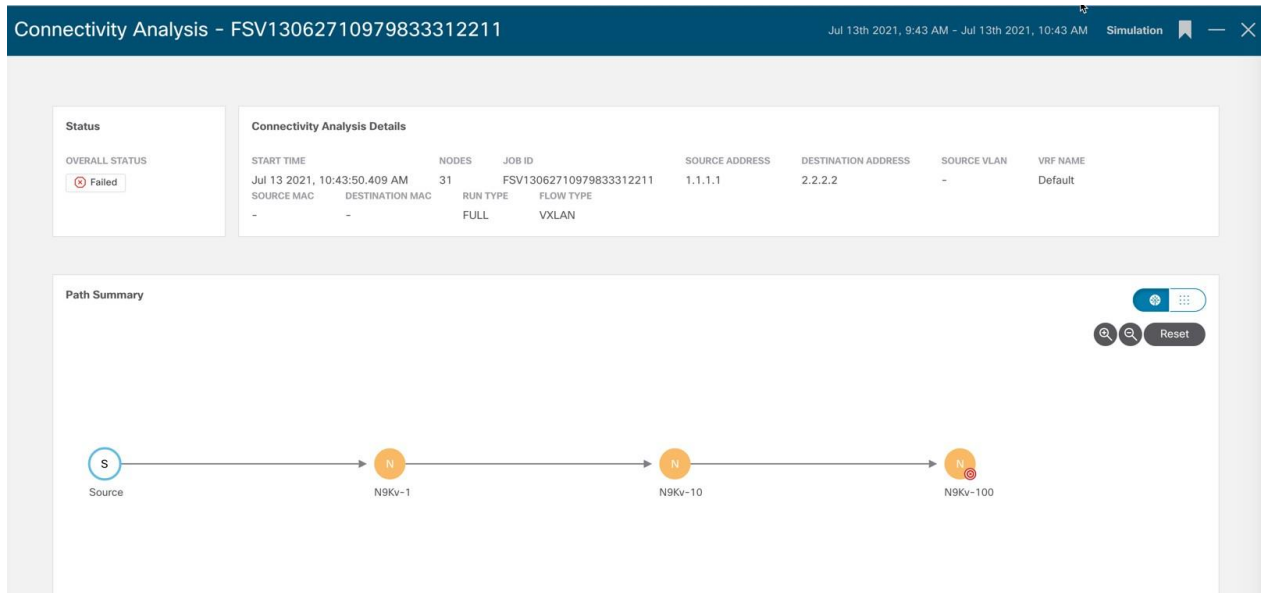 Connectivity Analysis - FSV13062710979833312211
Jul 13th 2021, 9:43 AM - Jul 13th 2021, 10:43 AM Simulation
Status
OVERALL STATUS
Failed
Connectivity Analysis Details
START TIME NODES JOB ID SOURCE ADDRESS DESTINATION ADDRESS SOURCE VLAN VRF NAME
Jul 13 2021, 10:43:50.409 AM 31 FSV13062710979833312211 1.1.1.1 2.2.2.2 - Default
SOURCE MAC DESTINATION MAC RUN TYPE FLOW TYPE
- - FULL VXLAN
Path Summary
Reset
S N N N
Source N9Kv-1 N9Kv-10 N9Kv-100